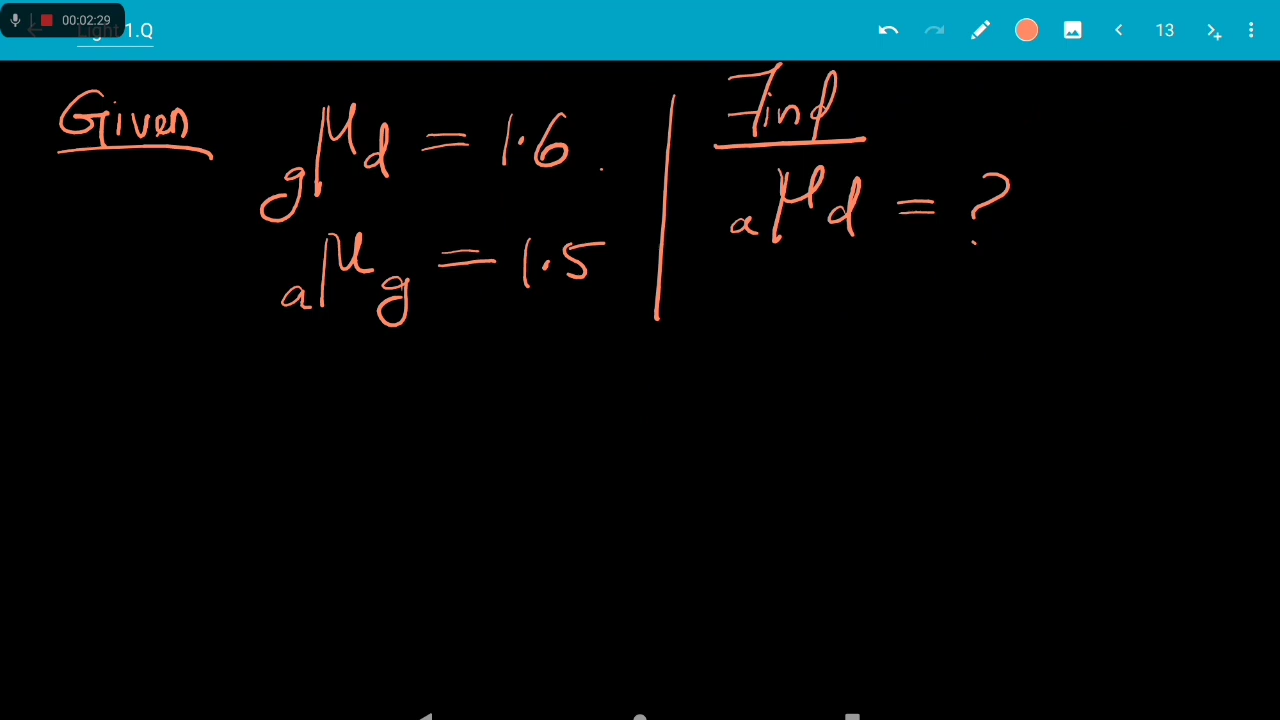 00:02:29
Light 1.Q
13
Given
gμd = 1.6
aμg = 1.5
Find
aμd = ?